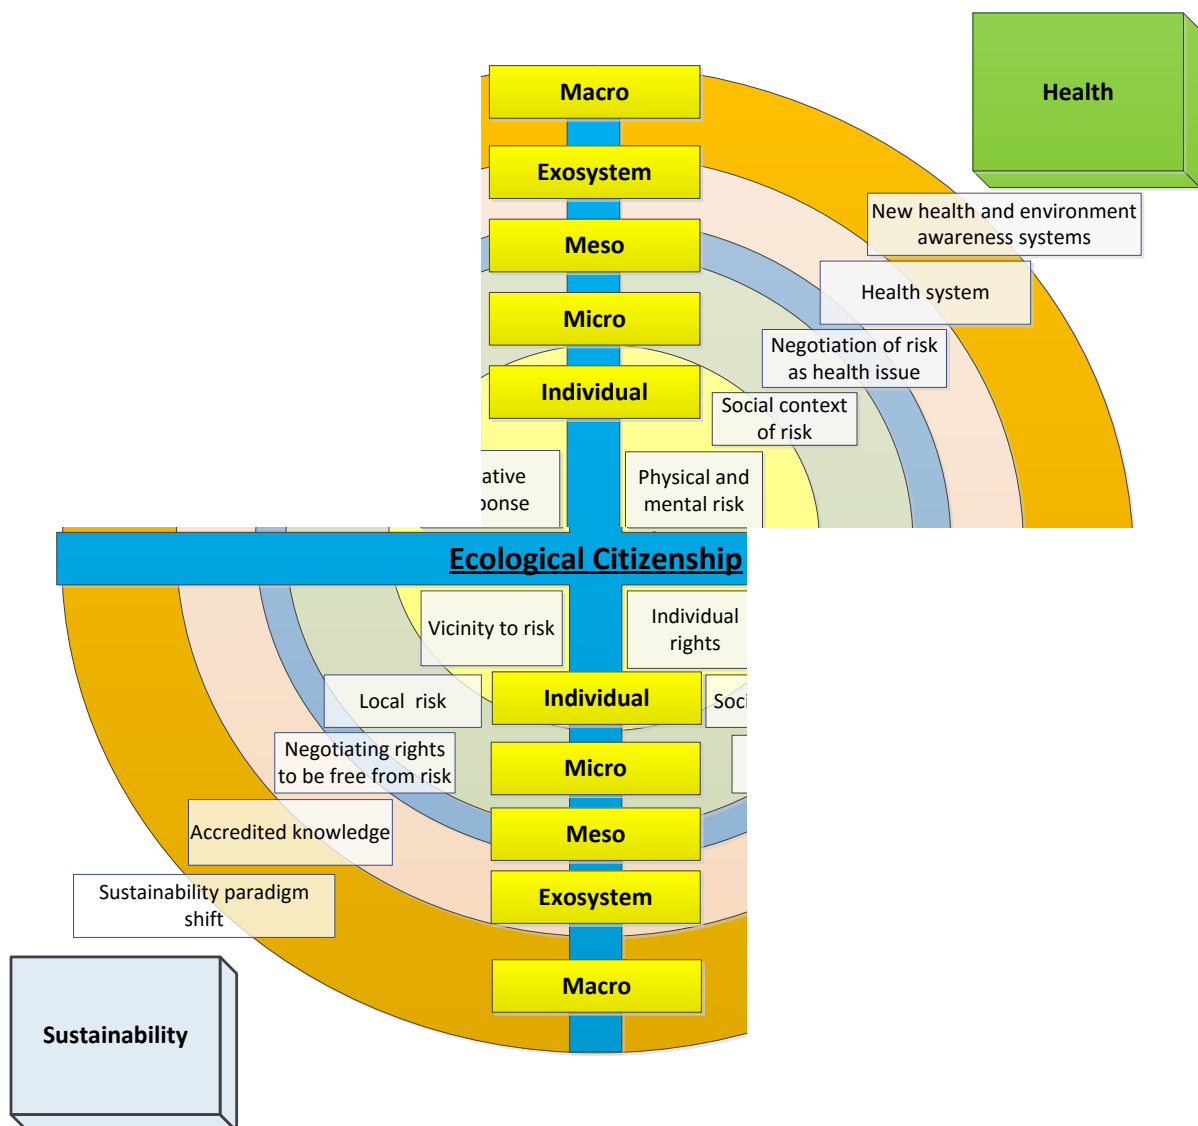 Macro
Health
Exosystem
New health and environment
awareness systems
Meso
Health system
Micro
Negotiation of risk
as health issue
Individual
Social context
of risk
Physical and
mental risk
Ecological Citizenship
Vicinity to risk
Individual
rights
Local risk
Individual
Negotiating rights
to be free from risk
Micro
Accredited knowledge
Meso
Sustainability paradigm
shift
Exosystem
Macro
Sustainability